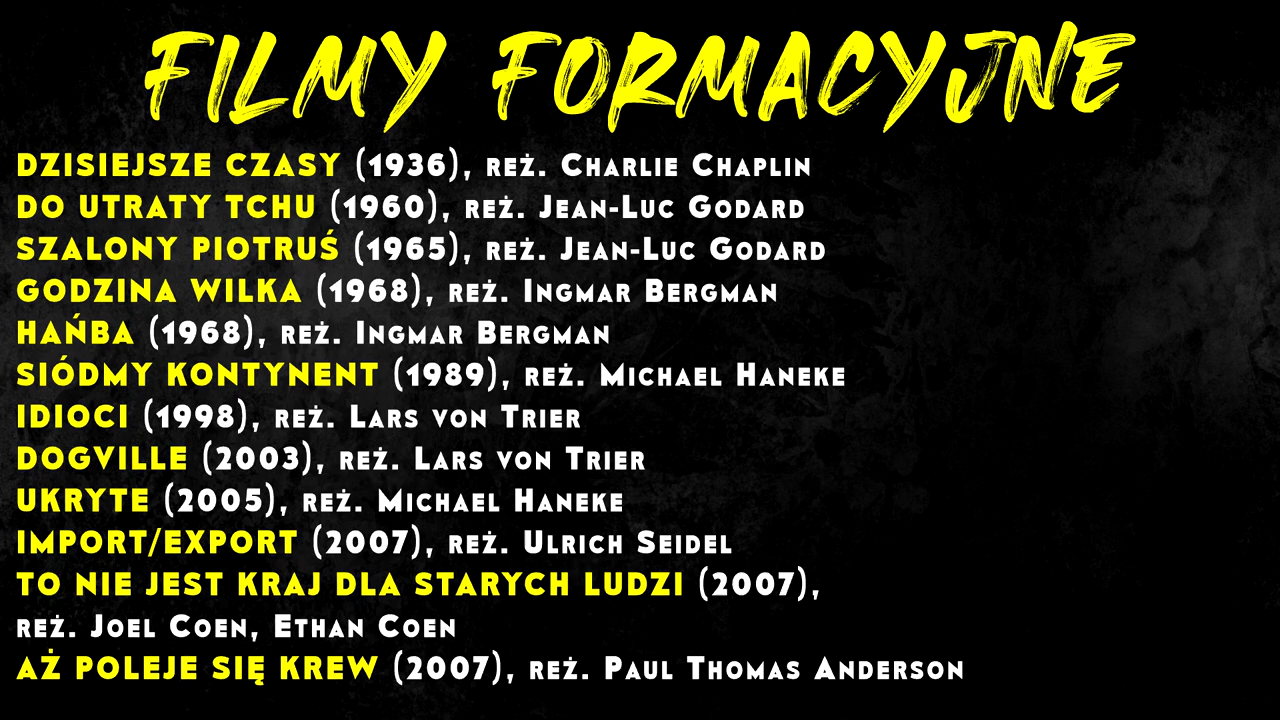 FILMY FORMACYJNE
DZISIEJSZE CZASY (1936), REŻ. CHARLIE CHAPLIN
DO UTRATY TCHU (1960), REŻ. JEAN-LUC GODARD
SZALONY PIOTRUŚ (1965), REŻ. JEAN-LUC GODARD
GODZINA WILKA (1968), REŻ. INGMAR BERGMAN
HAŃBA (1968), REŻ. INGMAR BERGMAN
SIÓDMY KONTYNENT (1989), REŻ. MICHAEL HANEKE
IDIOCI (1998), REŻ. LARS VON TRIER
DOGVILLE (2003), REŻ. LARS VON TRIER
UKRYTE (2005), REŻ. MICHAEL HANEKE
IMPORT/EXPORT (2007), REŻ. ULRICH SEIDEL
TO NIE JEST KRAJ DLA STARYCH LUDZI (2007),
REŻ. JOEL COEN, ETHAN COEN
AŻ POLEJE SIĘ KREW (2007), REŻ. PAUL THOMAS ANDERSON